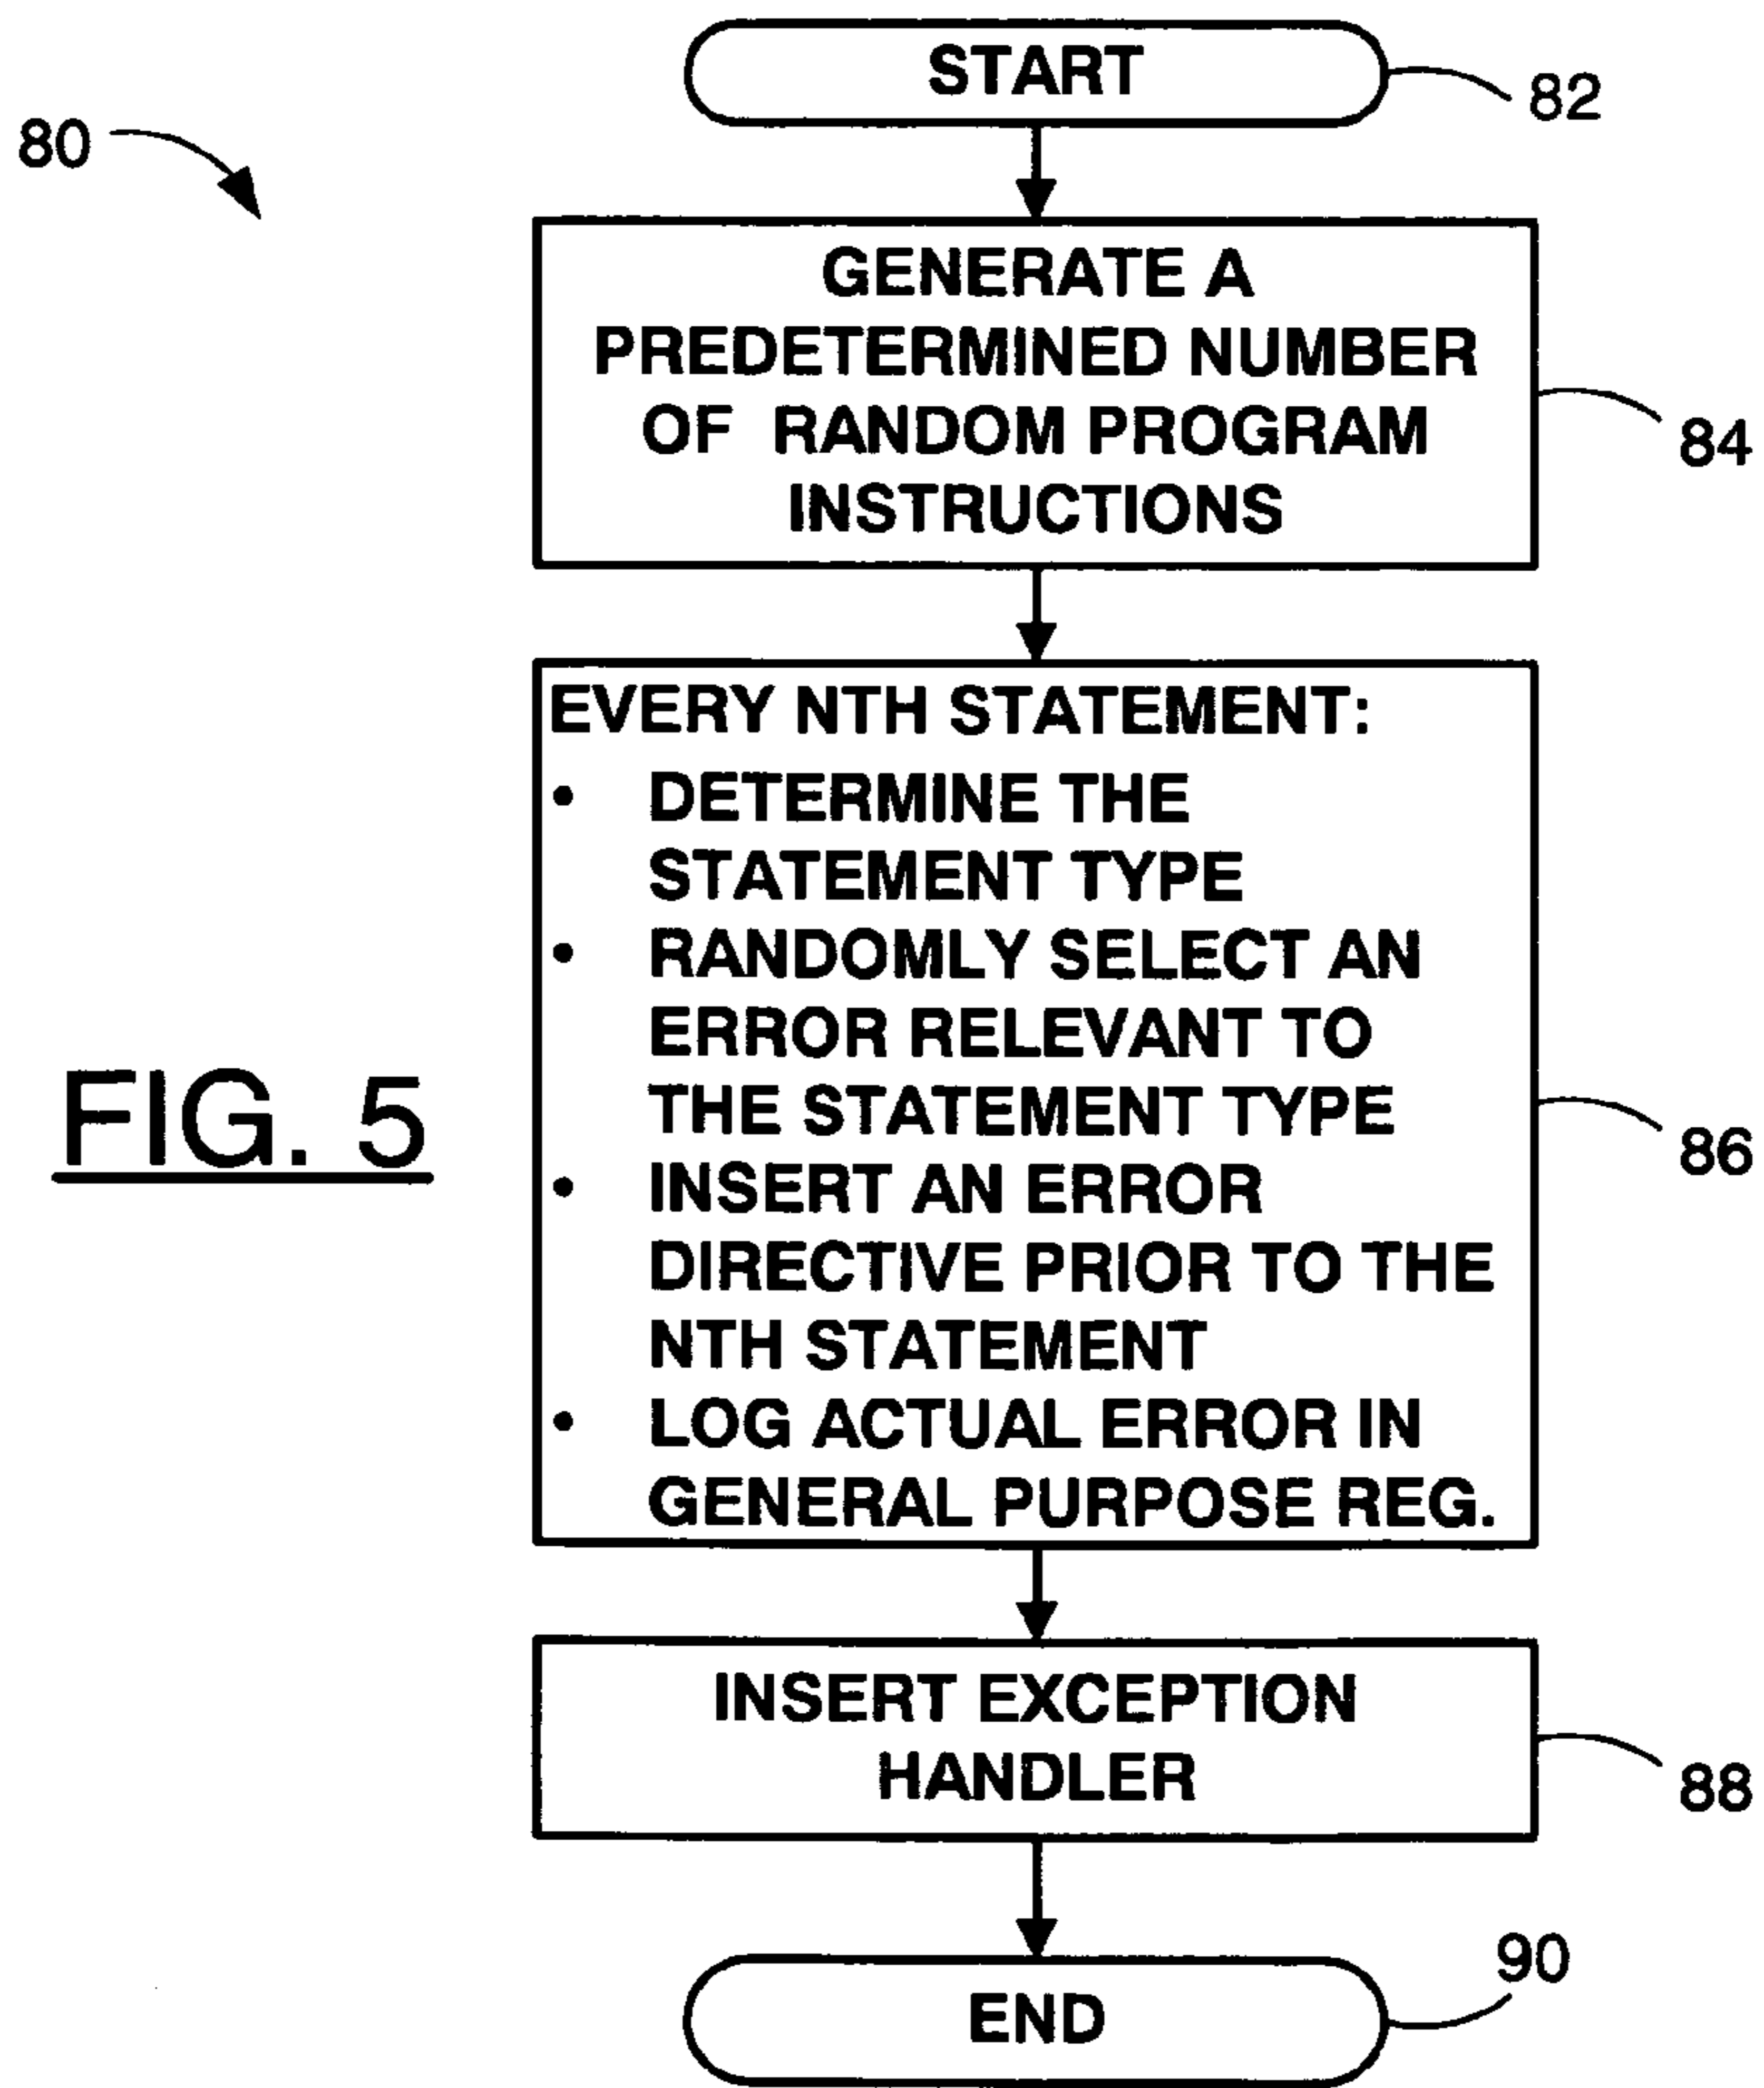 START
82
80
GENERATE A
PREDETERMINED NUMBER
OF RANDOM PROGRAM
INSTRUCTIONS
84
EVERY NTH STATEMENT:
• DETERMINE THE
STATEMENT TYPE
• RANDOMLY SELECT AN
ERROR RELEVANT TO
THE STATEMENT TYPE
• INSERT AN ERROR
DIRECTIVE PRIOR TO THE
NTH STATEMENT
• LOG ACTUAL ERROR IN
GENERAL PURPOSE REG.
86
FIG. 5
INSERT EXCEPTION
HANDLER
88
END
90